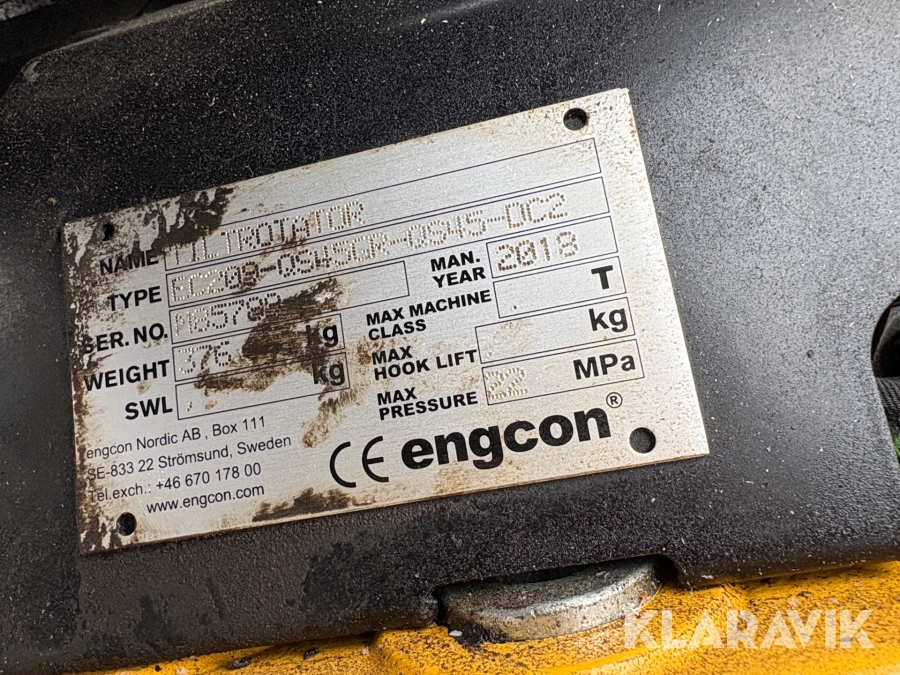 NAME TILTROTATOR
TYPE EC209-QS45GR-QS45-DC2
SER. NO. MAN. YEAR 2018
WEIGHT kg MAX MACHINE CLASS T
SWL kg MAX HOOK LIFT kg
MAX PRESSURE 22 MPa
engcon Nordic AB, Box 111
SE-833 22 Strömsund, Sweden
Tel.exch.: +46 670 178 00
www.engcon.com
CE engcon®
KLARAVIK